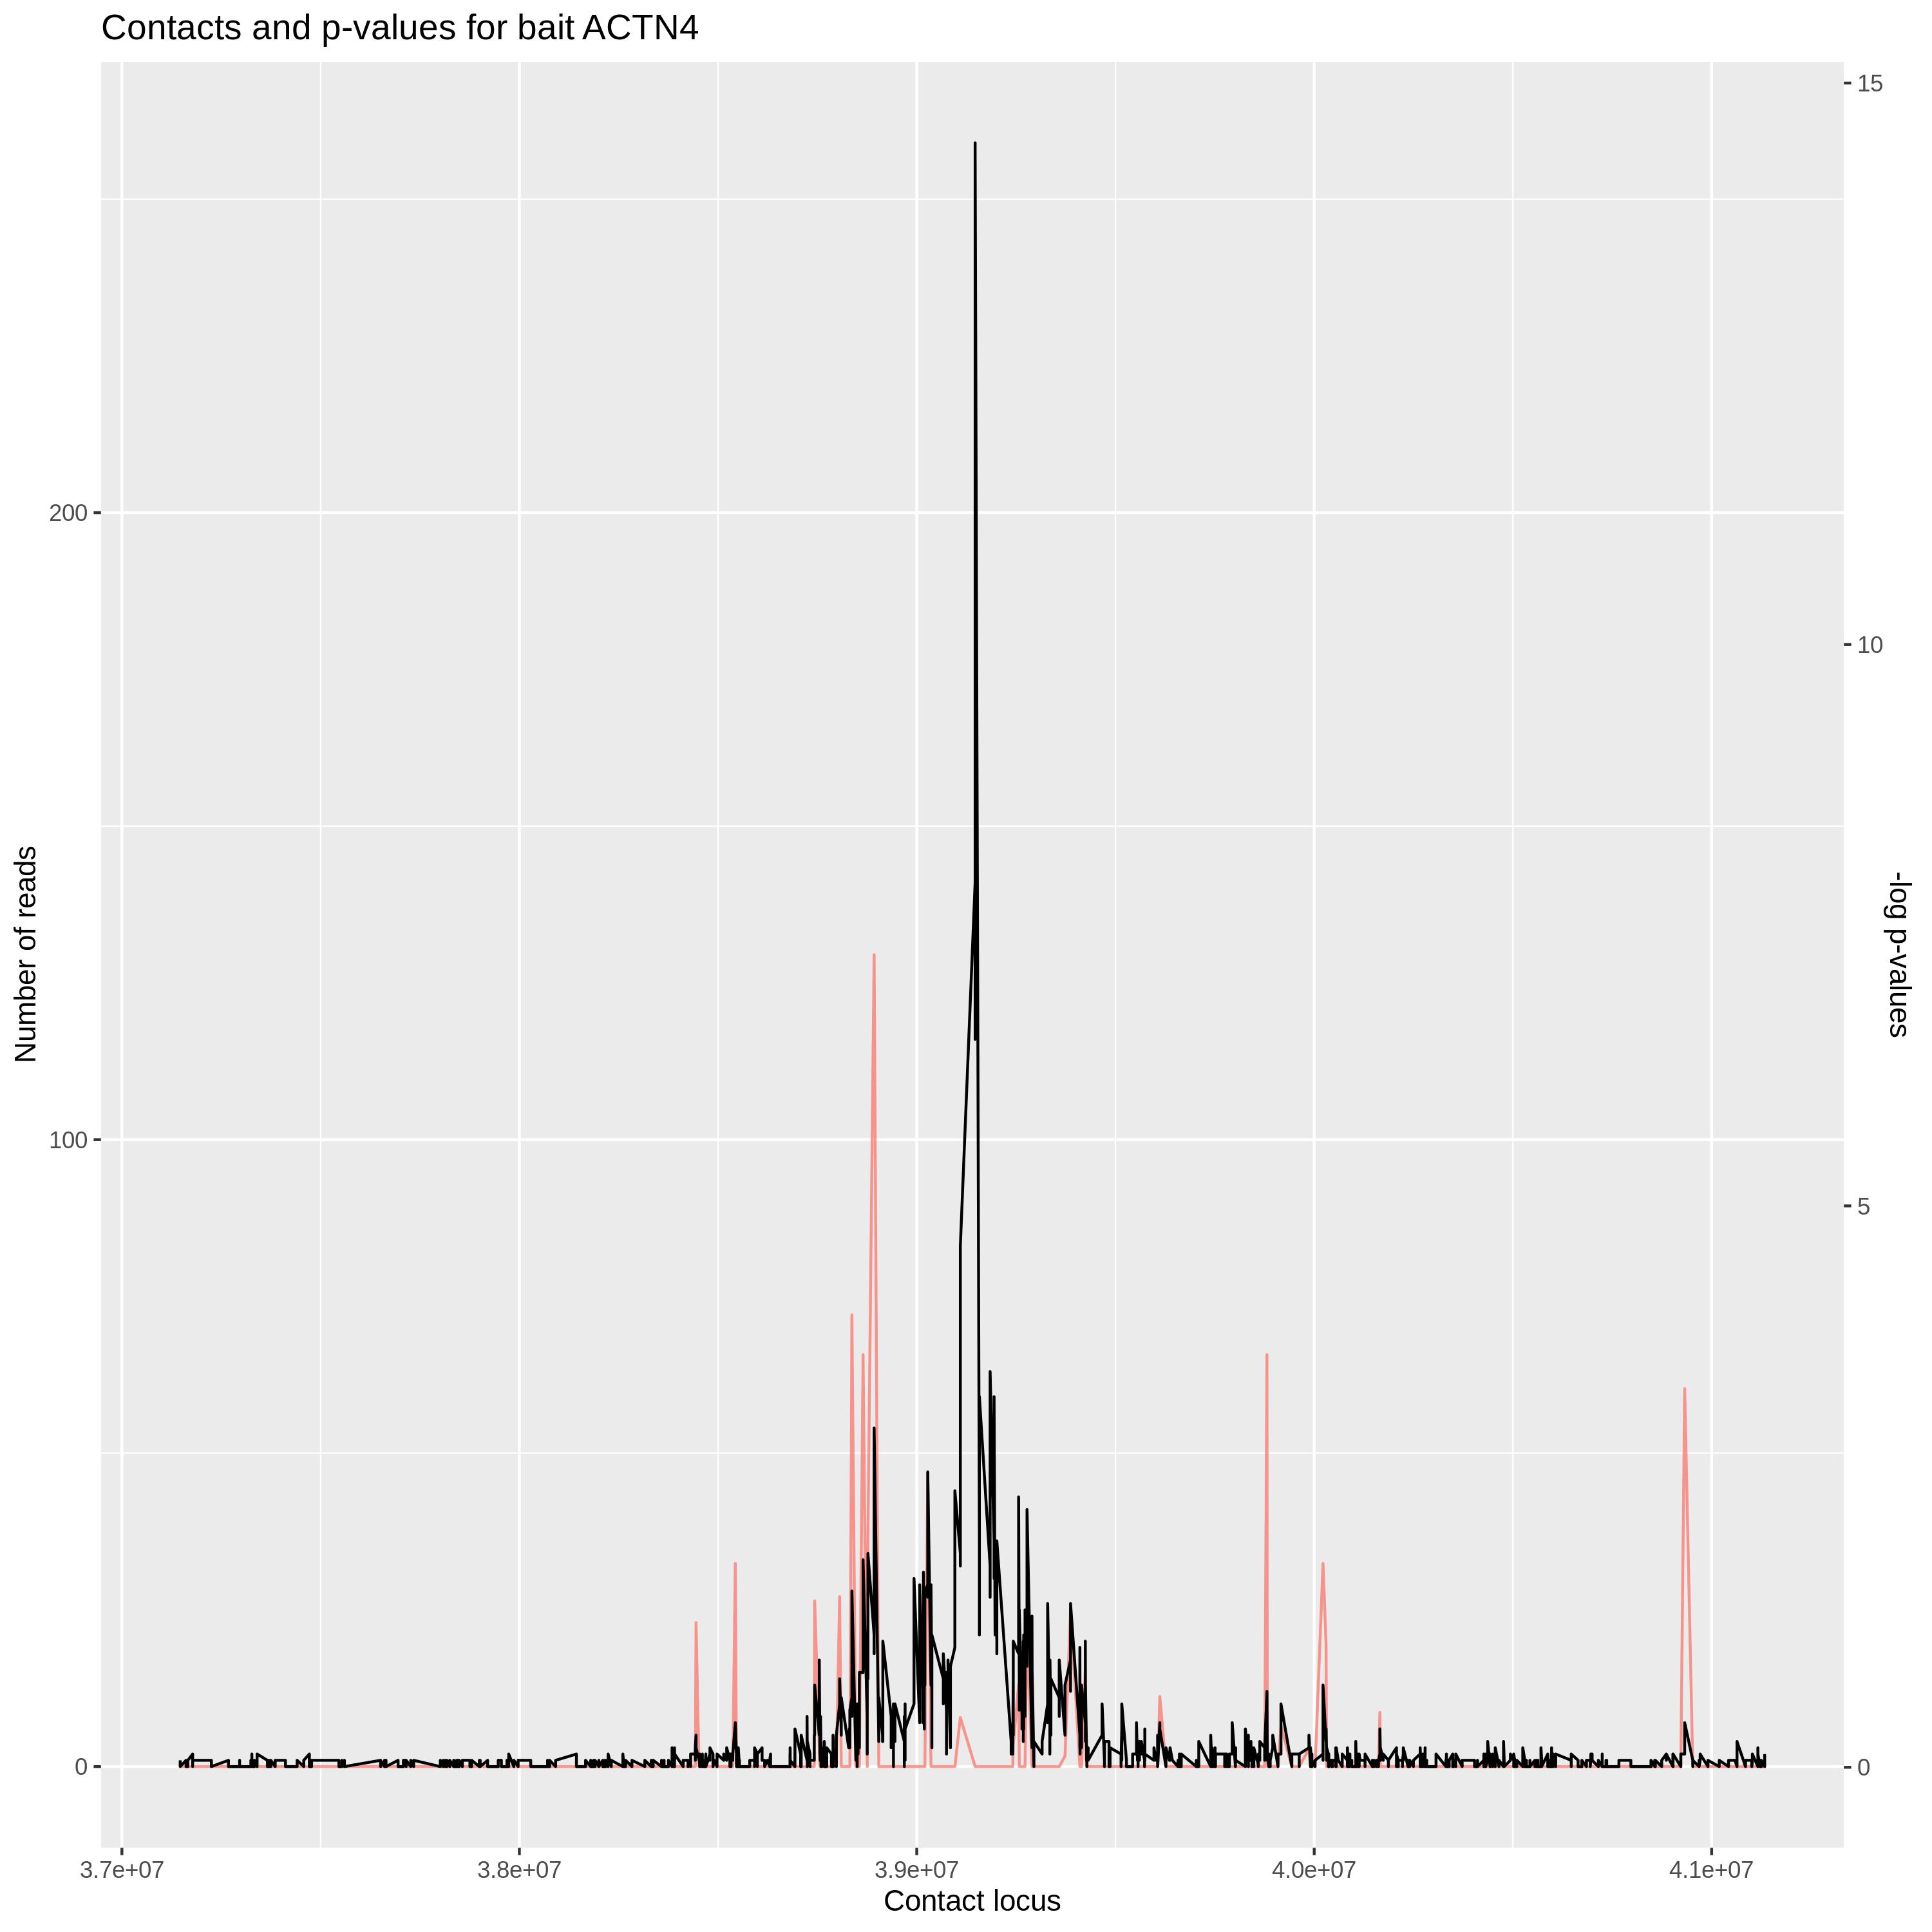 Contacts and p-values for bait ACTN4
15
200
10
Number of reads
-log p-values
100
5
0
0
3.7e+07
3.8e+07
3.9e+07
4.0e+07
4.1e+07
Contact locus